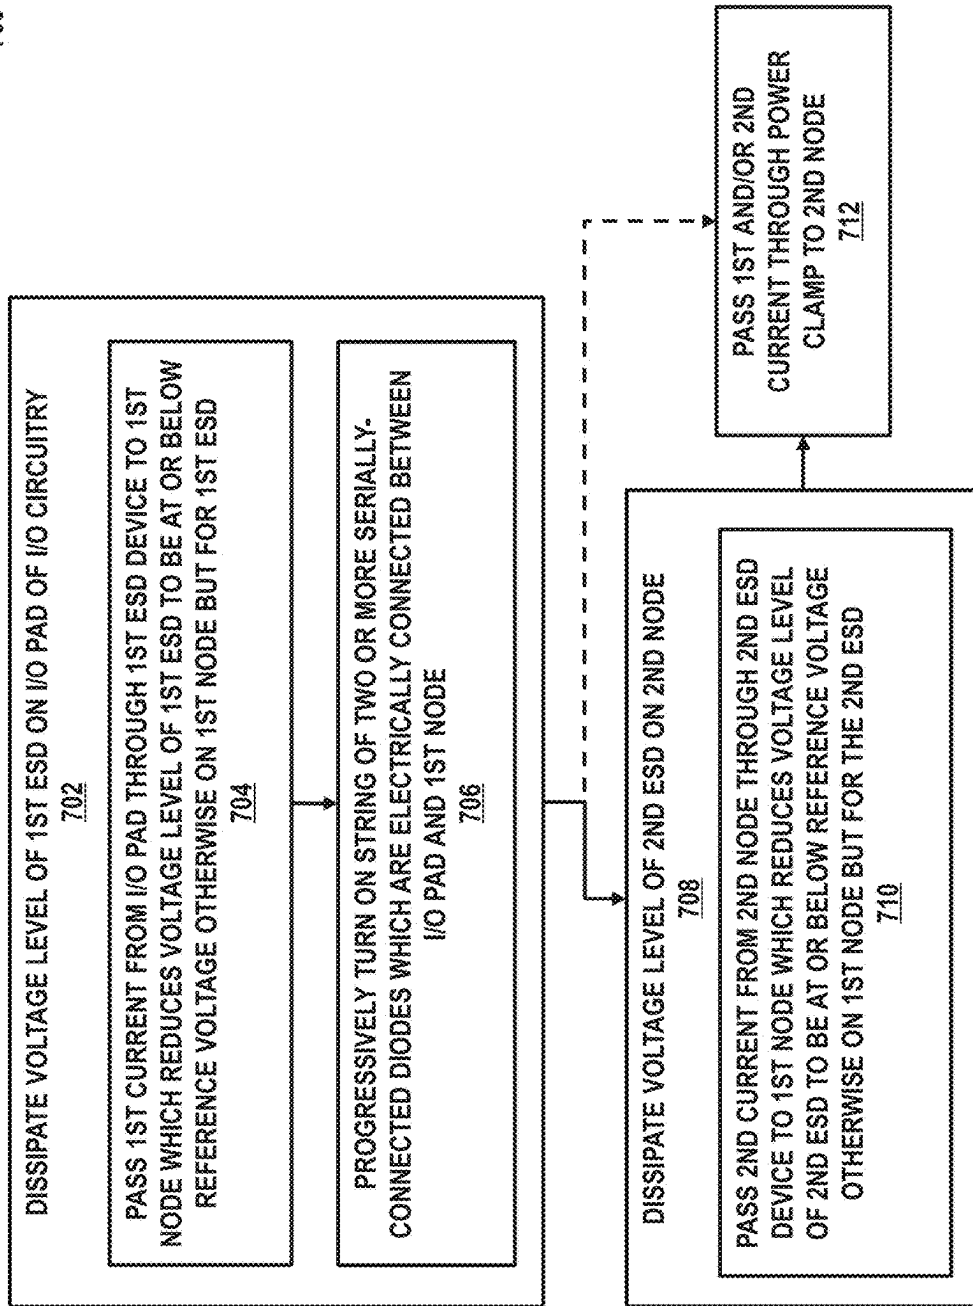 DISSIPATE VOLTAGE LEVEL OF 1ST ESD ON I/O PAD OF I/O CIRCUITRY
702
PASS 1ST CURRENT FROM I/O PAD THROUGH 1ST ESD DEVICE TO 1ST
NODE WHICH REDUCES VOLTAGE LEVEL OF 1ST ESD TO BE AT OR BELOW
REFERENCE VOLTAGE OTHERWISE ON 1ST NODE BUT FOR 1ST ESD
704
PROGRESSIVELY TURN ON STRING OF TWO OR MORE SERIALLY-
CONNECTED DIODES WHICH ARE ELECTRICALLY CONNECTED BETWEEN
I/O PAD AND 1ST NODE
706
DISSIPATE VOLTAGE LEVEL OF 2ND ESD ON 2ND NODE
708
PASS 2ND CURRENT FROM 2ND NODE THROUGH 2ND ESD
DEVICE TO 1ST NODE WHICH REDUCES VOLTAGE LEVEL
OF 2ND ESD TO BE AT OR BELOW REFERENCE VOLTAGE
OTHERWISE ON 1ST NODE BUT FOR THE 2ND ESD
710
PASS 1ST AND/OR 2ND
CURRENT THROUGH POWER
CLAMP TO 2ND NODE
712